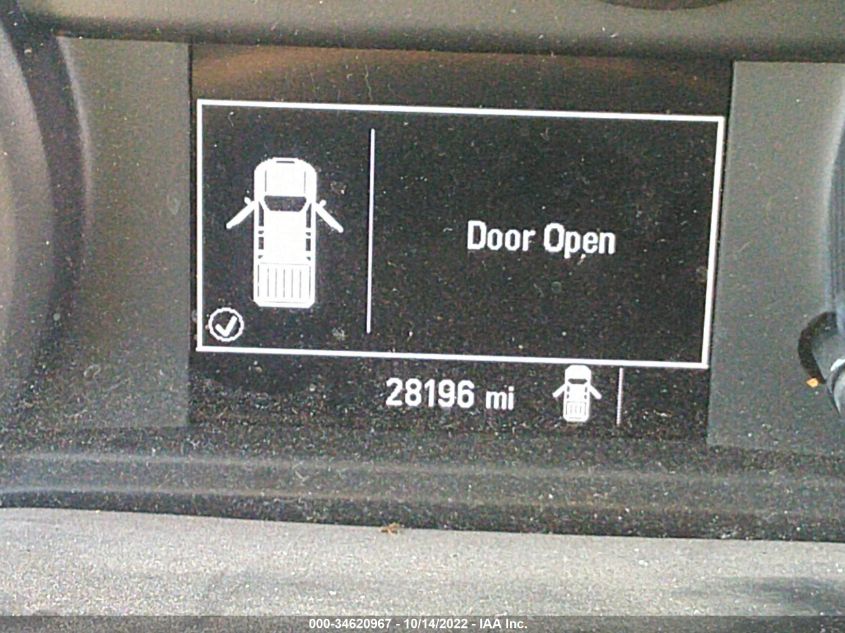 Door Open
28196 mi
000-34620967 - 10/14/2022 - IAA Inc.